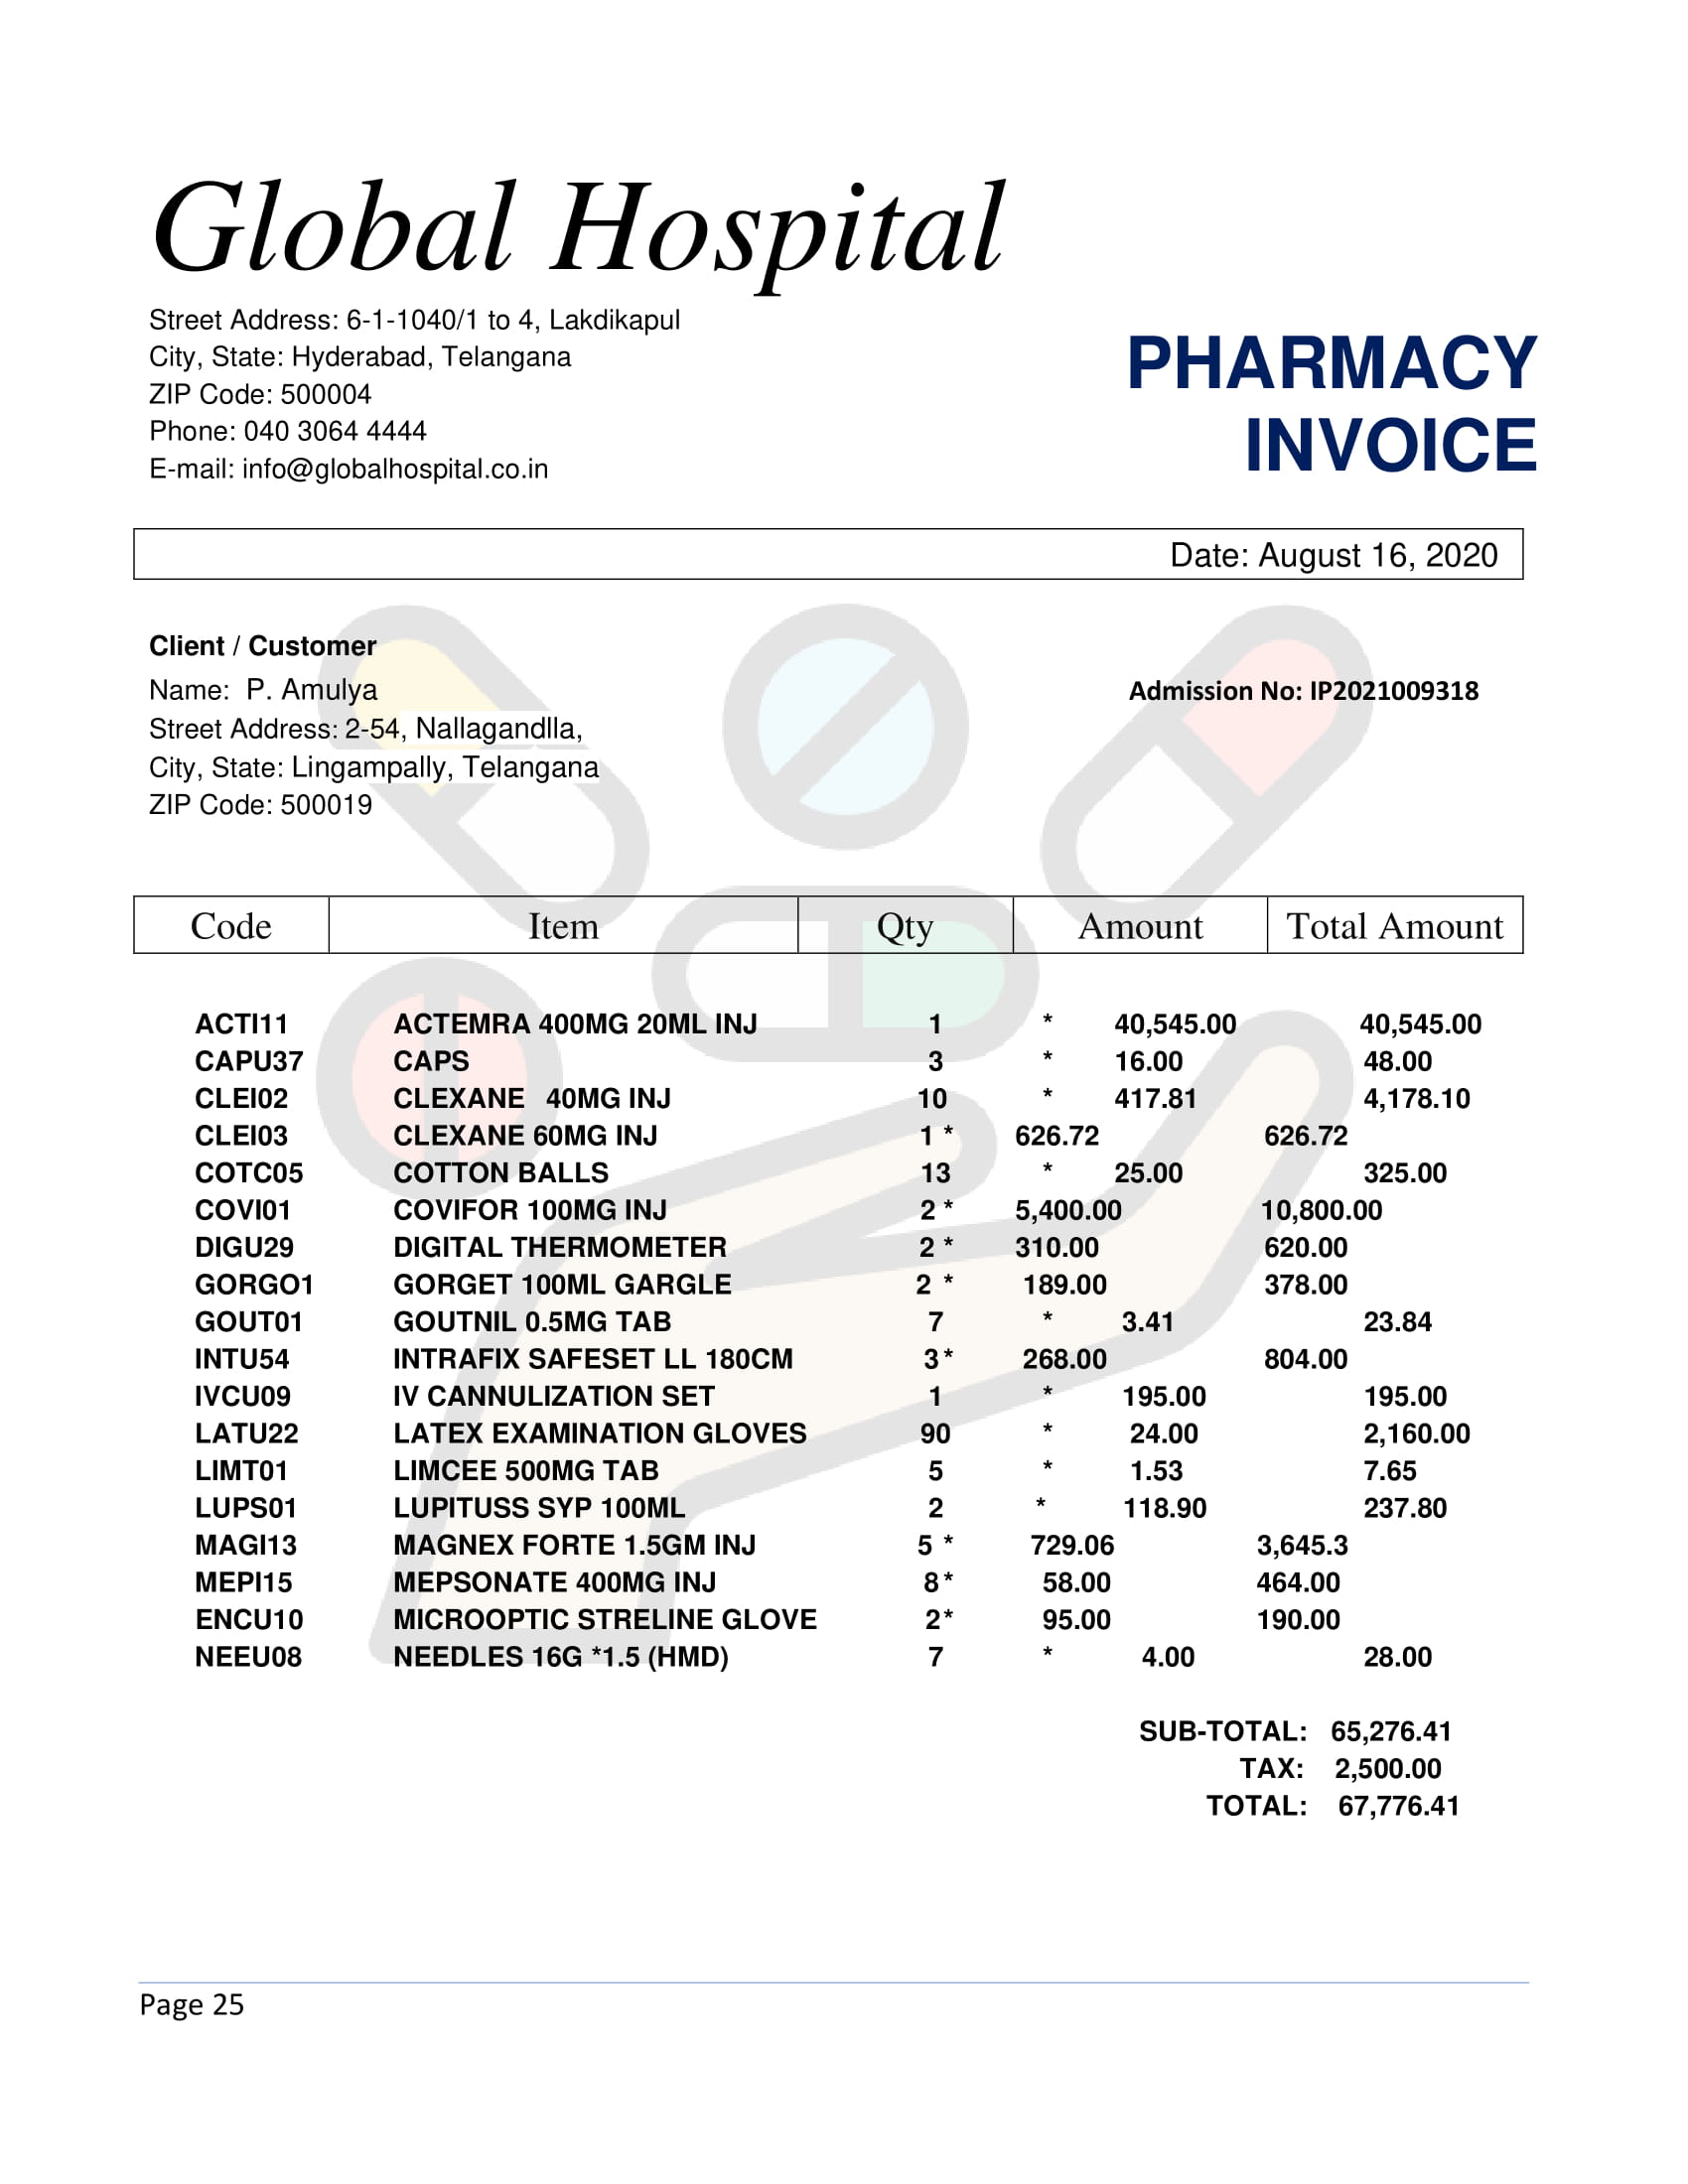 Global Hospital
Street Address: 6-1-1040/1 to 4, Lakdikapul
City, State: Hyderabad, Telangana
ZIP Code: 500004
Phone: 040 3064 4444
E-mail: info@globalhospital.co.in
PHARMACY
INVOICE
Date: August 16, 2020
Client / Customer
Name: P. Amulya
Admission No: IP2021009318
Street Address: 2-54, Nallagandlla,
City, State: Lingampally, Telangana
ZIP Code: 500019
Code Item Qty Amount Total Amount
ACTI11 ACTEMRA 400MG 20ML INJ 1 * 40,545.00 40,545.00
CAPU37 CAPS 3 * 16.00 48.00
CLEI02 CLEXANE 40MG INJ 10 * 417.81 4,178.10
CLEI03 CLEXANE 60MG INJ 1 * 626.72 626.72
COTC05 COTTON BALLS 13 * 25.00 325.00
COVI01 COVIFOR 100MG INJ 2 * 5,400.00 10,800.00
DIGU29 DIGITAL THERMOMETER 2 * 310.00 620.00
GORGO1 GORGET 100ML GARGLE 2 * 189.00 378.00
GOUT01 GOUTNIL 0.5MG TAB 7 * 3.41 23.84
INTU54 INTRAFIX SAFESET LL 180CM 3 * 268.00 804.00
IVCU09 IV CANNULIZATION SET 1 * 195.00 195.00
LATU22 LATEX EXAMINATION GLOVES 90 * 24.00 2,160.00
LIMT01 LIMCEE 500MG TAB 5 * 1.53 7.65
LUPS01 LUPITUSS SYP 100ML 2 * 118.90 237.80
MAGI13 MAGNEX FORTE 1.5GM INJ 5 * 729.06 3,645.3
MEPI15 MEPSONATE 400MG INJ 8 * 58.00 464.00
ENCU10 MICROOPTIC STRELINE GLOVE 2 * 95.00 190.00
NEEU08 NEEDLES 16G *1.5 (HMD) 7 * 4.00 28.00
SUB-TOTAL: 65,276.41
TAX: 2,500.00
TOTAL: 67,776.41
Page 25